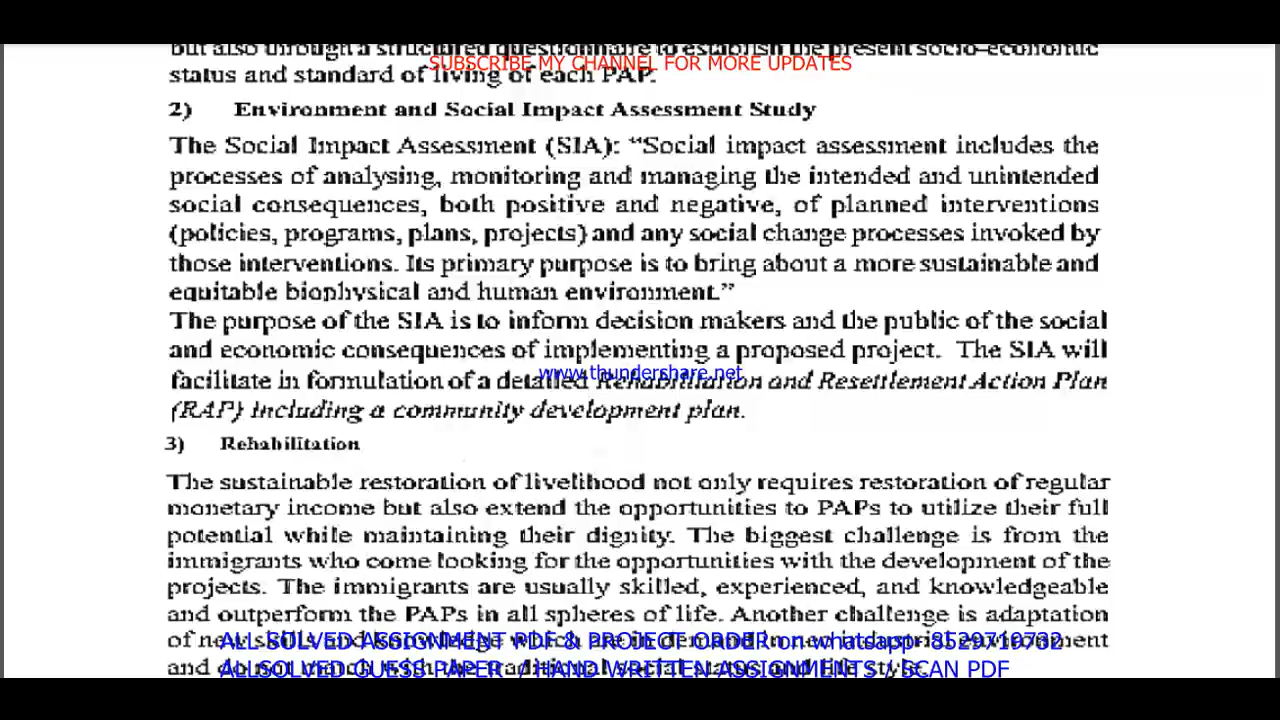 but also through a structured questionnaire to establish the present socio-economic
SUBSCRIBE MY CHANNEL FOR MORE UPDATES
status and standard of living of each PAP.
2) Environment and Social Impact Assessment Study
The Social Impact Assessment (SIA): “Social impact assessment includes the
processes of analysing, monitoring and managing the intended and unintended
social consequences, both positive and negative, of planned interventions
(policies, programs, plans, projects) and any social change processes invoked by
those interventions. Its primary purpose is to bring about a more sustainable and
equitable biophysical and human environment.”
The purpose of the SIA is to inform decision makers and the public of the social
and economic consequences of implementing a proposed project. The SIA will
www.thundershare.net
facilitate in formulation of a detailed Rehabilitation and Resettlement Action Plan
(RAP) including a community development plan.
3) Rehabilitation
The sustainable restoration of livelihood not only requires restoration of regular
monetary income but also extend the opportunities to PAPs to utilize their full
potential while maintaining their dignity. The biggest challenge is from the
immigrants who come looking for the opportunities with the development of the
projects. The immigrants are usually skilled, experienced, and knowledgeable
and outperform the PAPs in all spheres of life. Another challenge is adaptation
of new
ALL SOLVED ASSIGNMENT PDF & PROJECT ORDER on whatsapp- 8529710732
and
ALLSOLVED GUESS PAPER / HAND WRITTEN ASSIGNMENTS / SCAN PDF